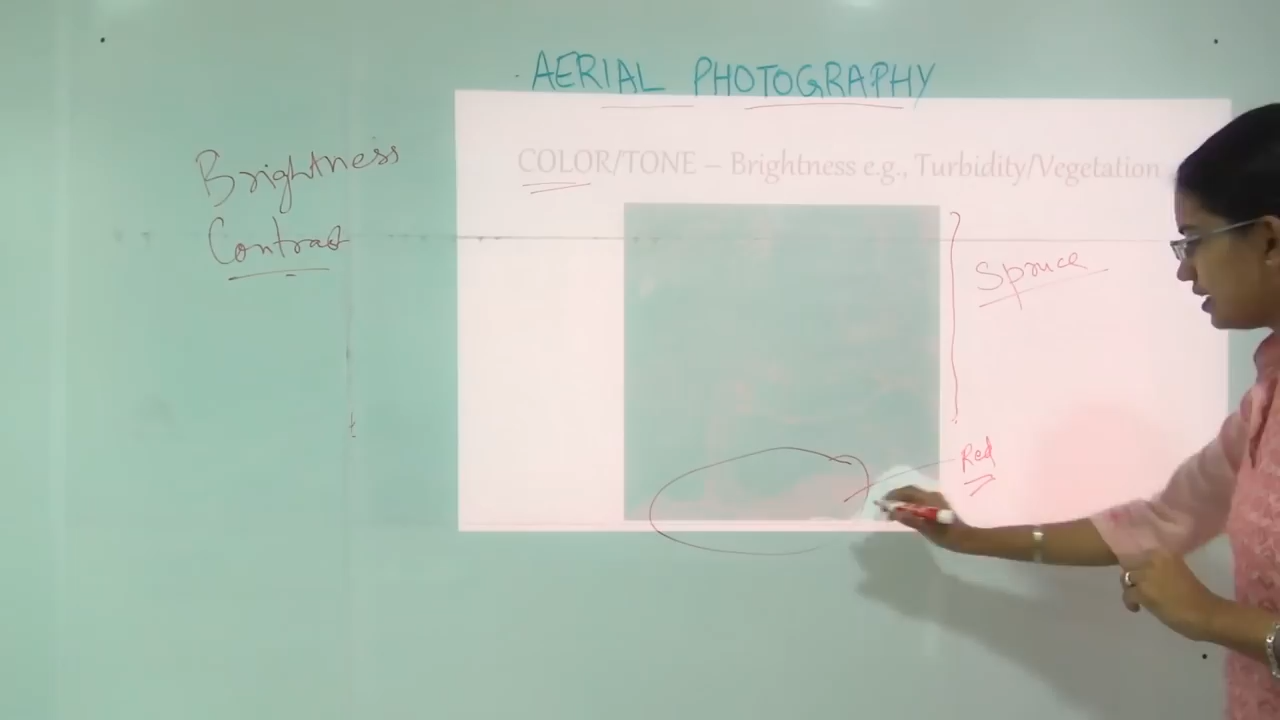 AERIAL PHOTOGRAPHY
COLOR/TONE – Brightness e.g., Turbidity/Vegetation
Brightness
Contrast
Spruce
Red